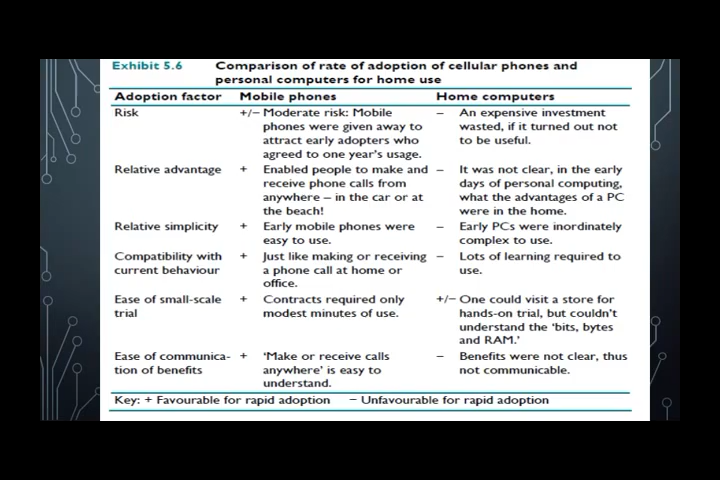 Exhibit 5.6 Comparison of rate of adoption of cellular phones and
personal computers for home use
Adoption factor Mobile phones Home computers
Risk +/− Moderate risk: Mobile − An expensive investment
phones were given away to wasted, if it turned out not
attract early adopters who to be useful.
agreed to one year's usage.
Relative advantage + Enabled people to make and − It was not clear, in the early
receive phone calls from days of personal computing,
anywhere – in the car or at what the advantages of a PC
the beach! were in the home.
Relative simplicity + Early mobile phones were − Early PCs were inordinately
easy to use. complex to use.
Compatibility with + Just like making or receiving − Lots of learning required to
current behaviour a phone call at home or use.
office.
Ease of small-scale + Contracts required only +/− One could visit a store for
trial modest minutes of use. hands-on trial, but couldn't
understand the 'bits, bytes
and RAM.'
Ease of communica- + 'Make or receive calls − Benefits were not clear, thus
tion of benefits anywhere' is easy to not communicable.
understand.
Key: + Favourable for rapid adoption − Unfavourable for rapid adoption